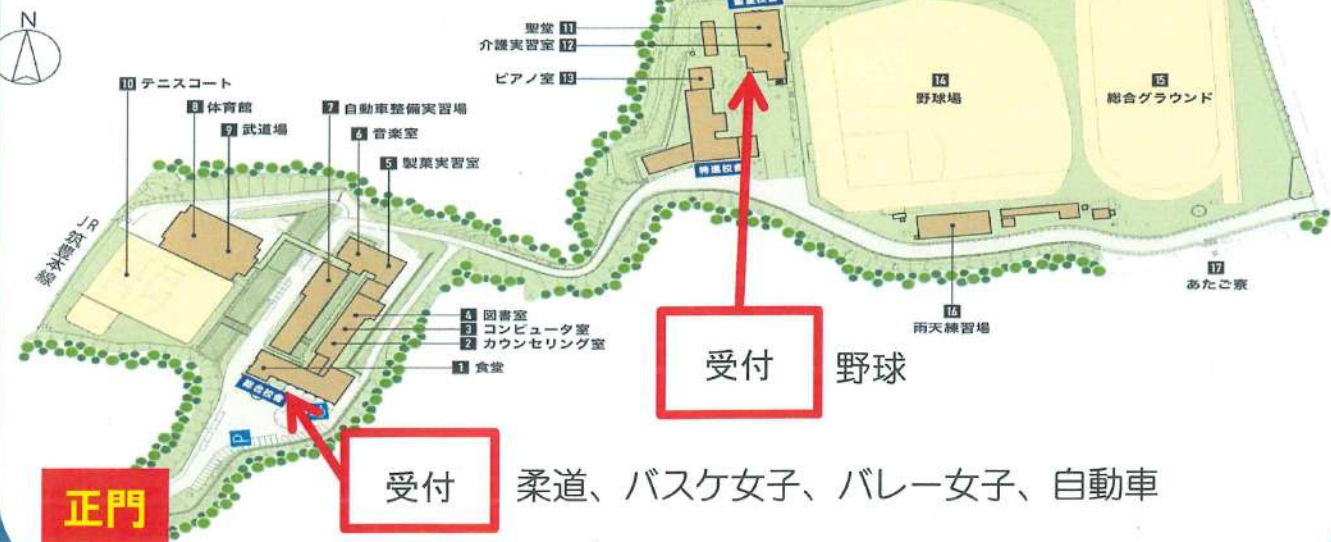 N
聖堂 11
介護実習室 12
ピアノ室 13
14
野球場
15
総合グラウンド
10 テニスコート
8 体育館
9 武道場
7 自動車整備実習場
6 音楽室
5 製菓実習室
特進校舎
JR筑豊本線
17
あたご寮
16
雨天練習場
4 図書室
3 コンピュータ室
2 カウンセリング室
1 食堂
総合校舎
P
受付 野球
受付 柔道、バスケ女子、バレー女子、自動車
正門